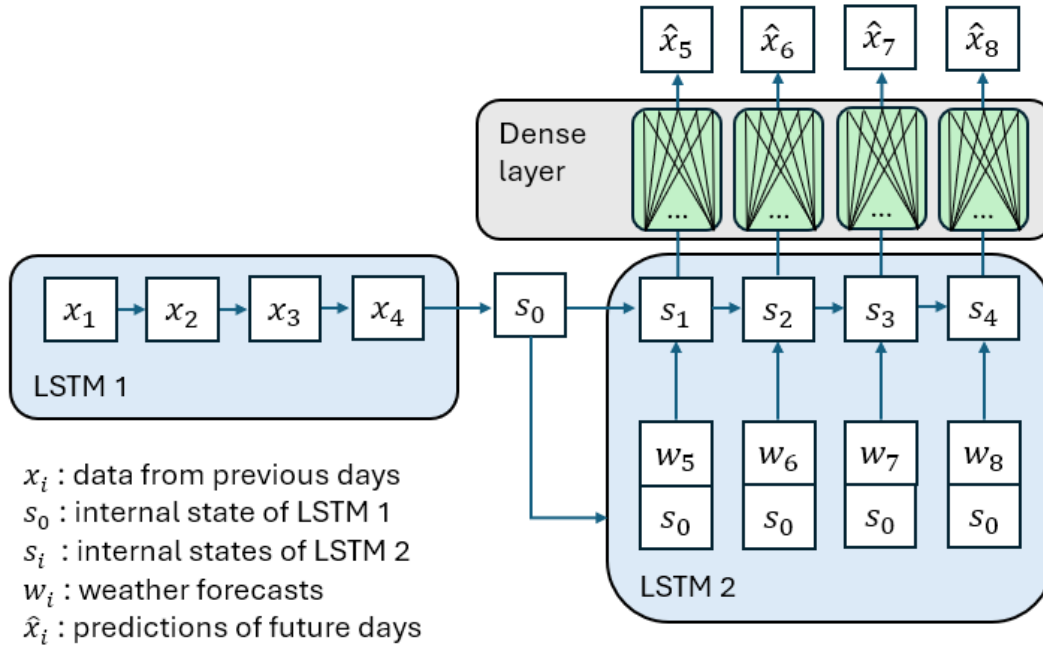 x̂₅ x̂₆ x̂₇ x̂₈
Dense
layer
... ... ... ...
x₁ x₂ x₃ x₄ s₀ s₁ s₂ s₃ s₄
LSTM 1
w₅ w₆ w₇ w₈
s₀ s₀ s₀ s₀
LSTM 2
xᵢ : data from previous days
s₀ : internal state of LSTM 1
sᵢ : internal states of LSTM 2
wᵢ : weather forecasts
x̂ᵢ : predictions of future days